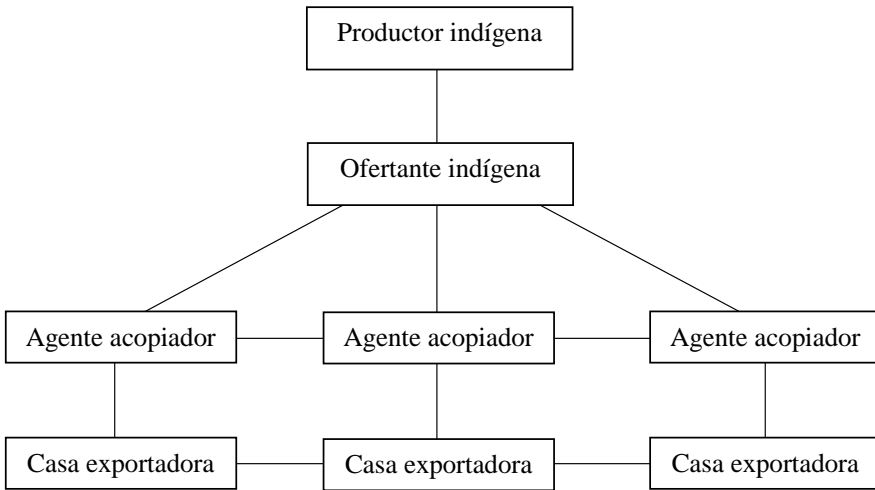 Productor indígena
Ofertante indígena
Agente acopiador
Agente acopiador
Agente acopiador
Casa exportadora
Casa exportadora
Casa exportadora